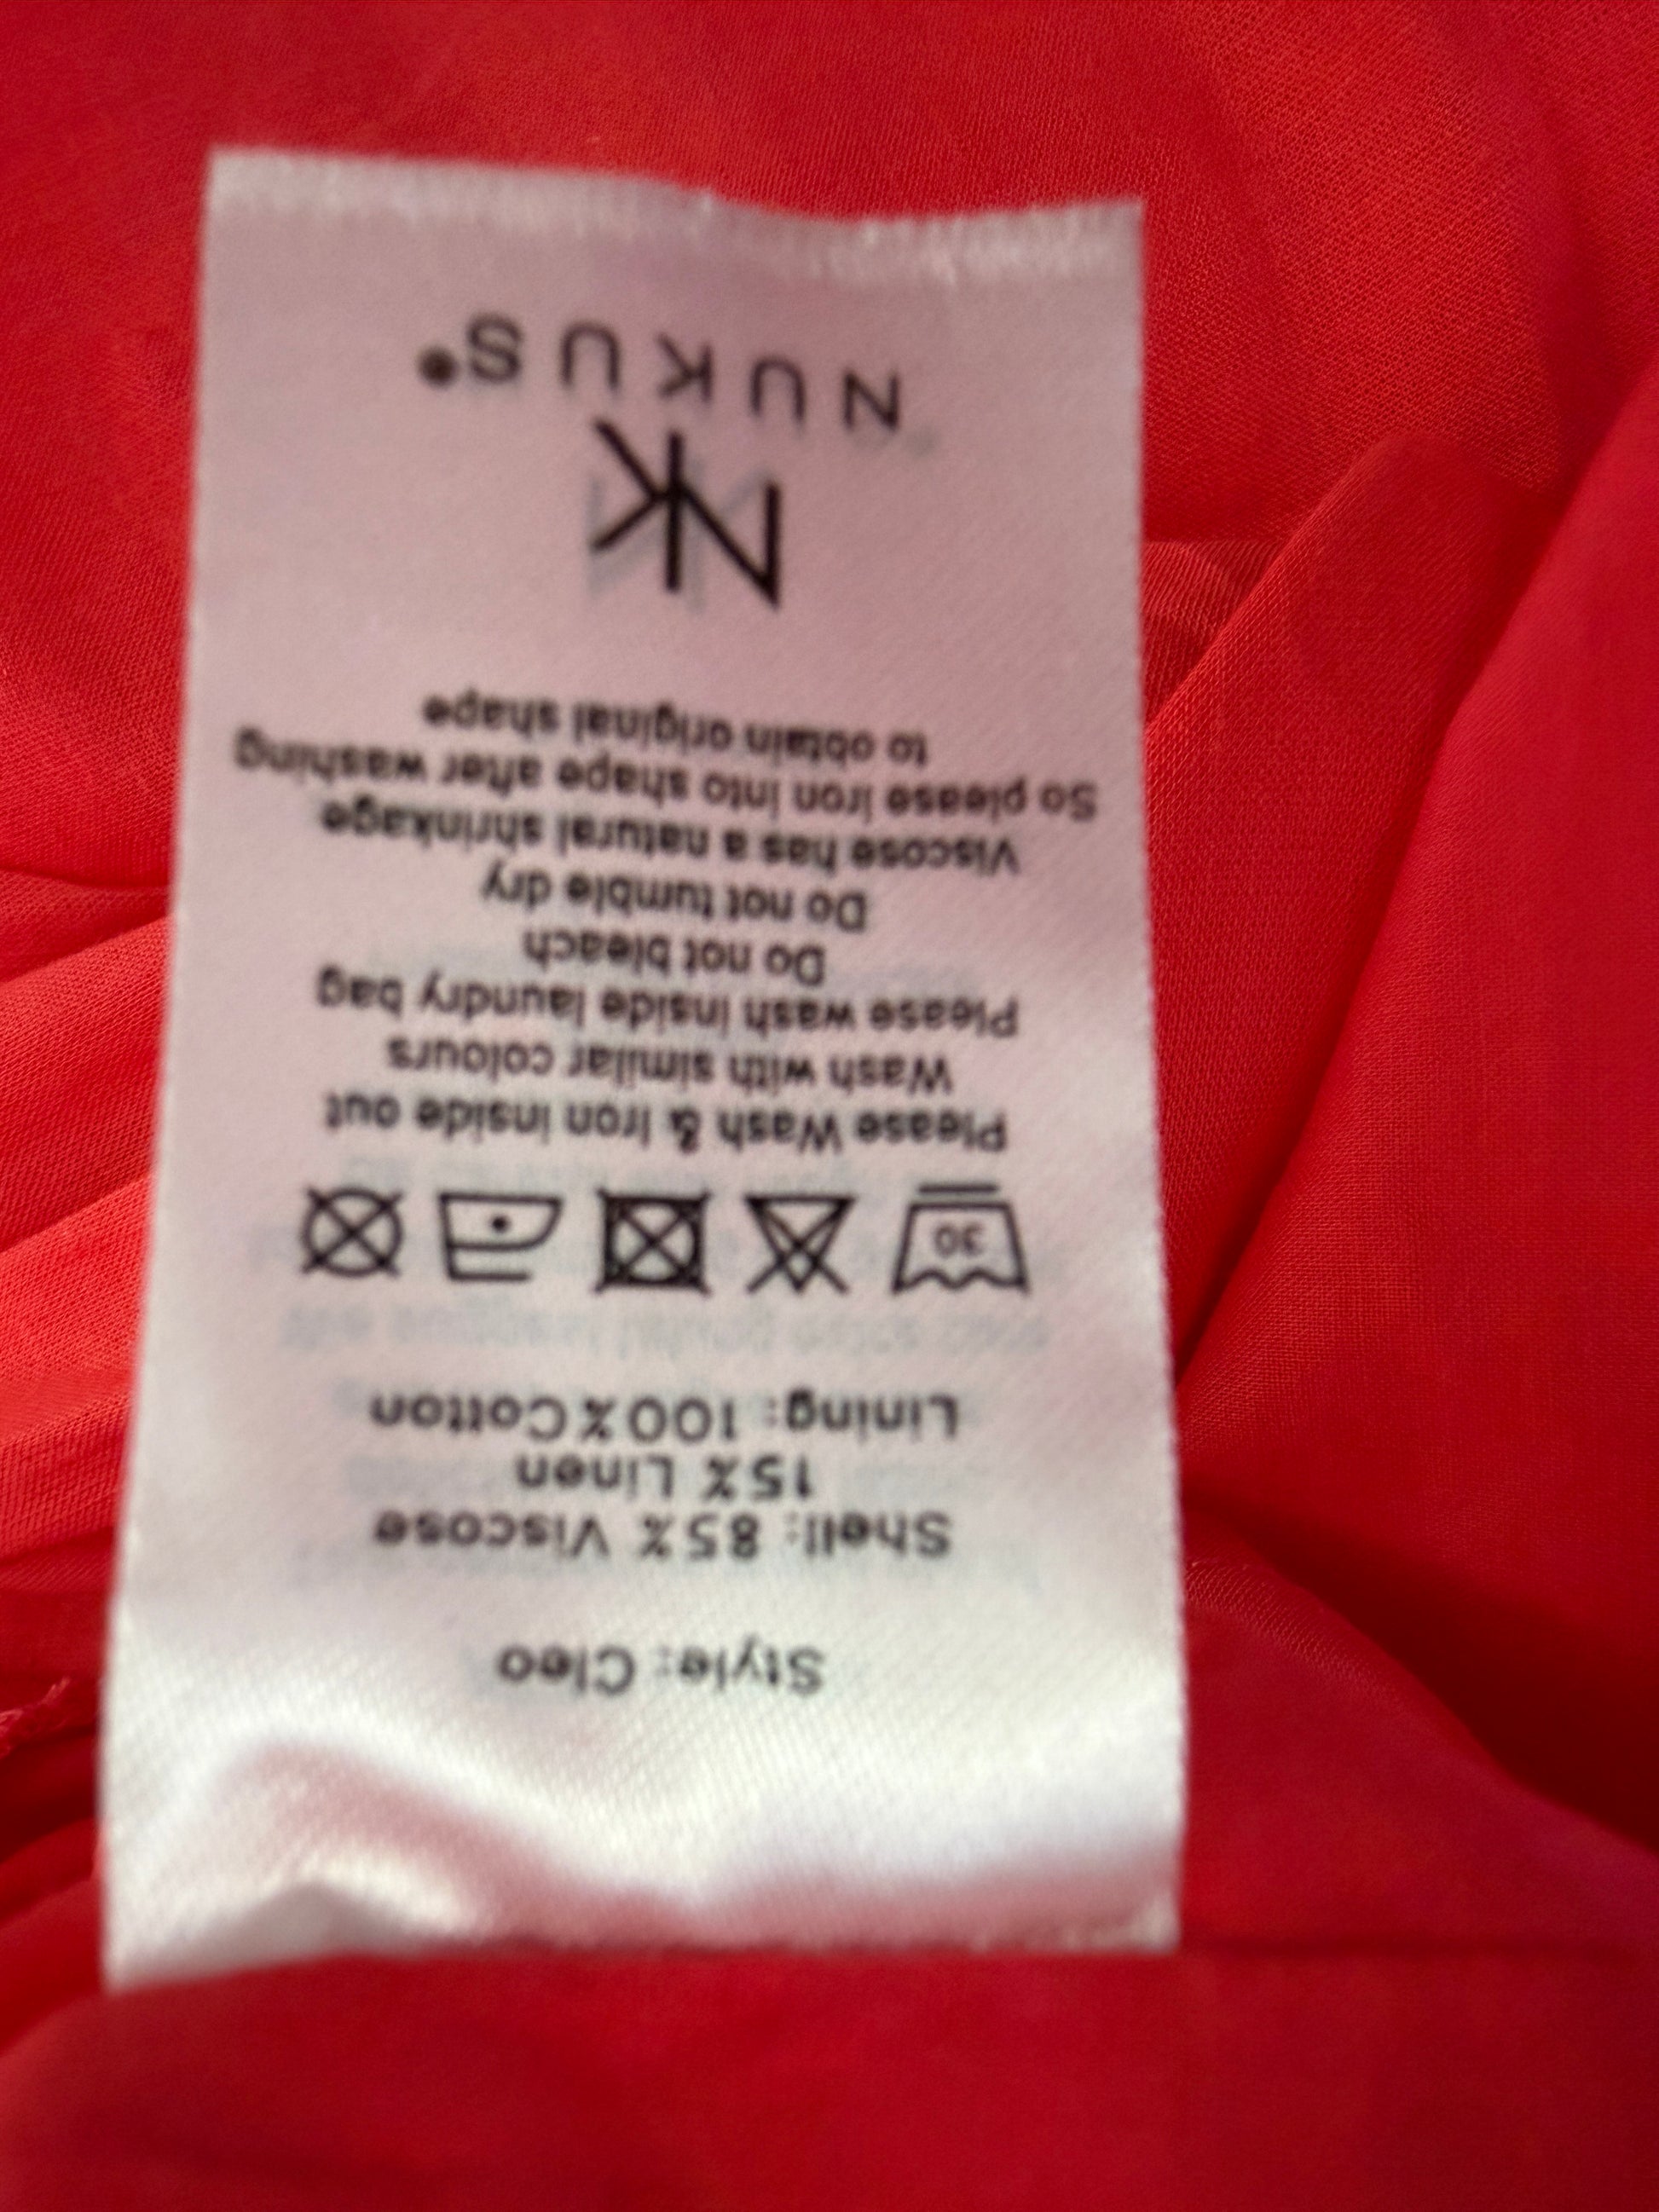 Style: Cleo
Shell: 85% Viscose
15% Linen
Lining: 100%Cotton
30
Please Wash & Iron inside out
Wash with similar colours
Please wash inside laundry bag
Do not bleach
Do not tumble dry
Viscose has a natural shrinkage
So please iron into shape after washing
to obtain original shape
NK
NUKUS